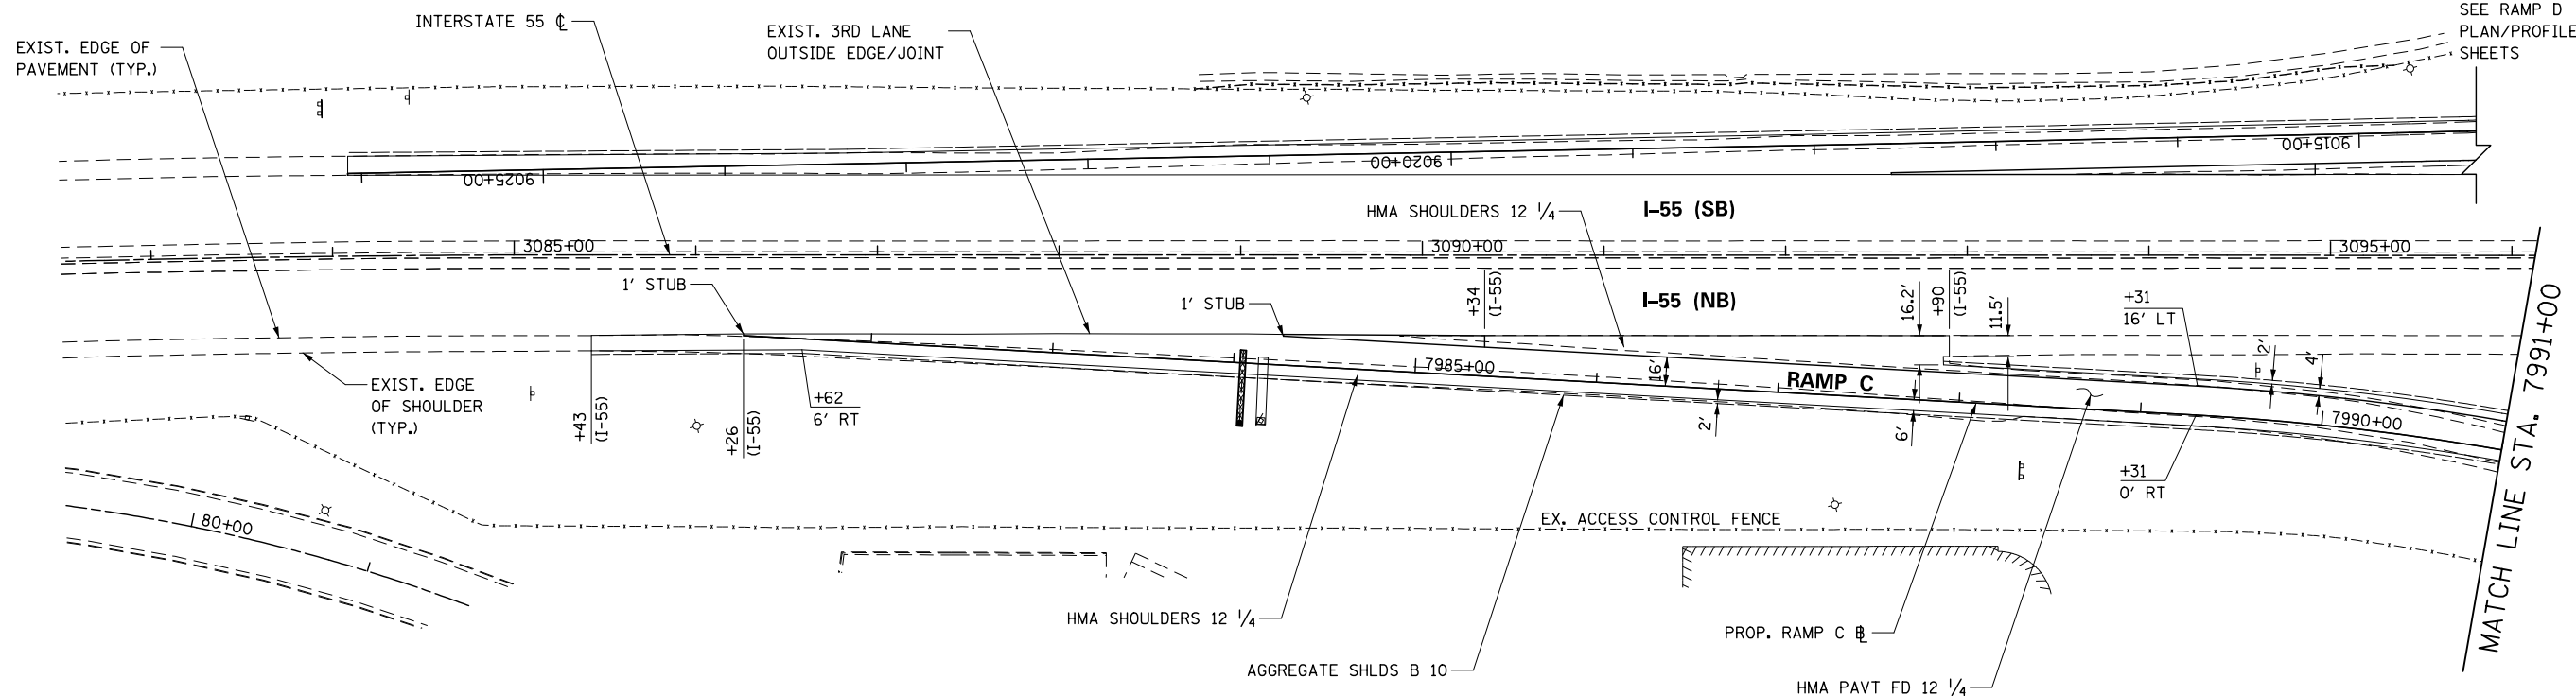 SEE RAMP D
PLAN/PROFILE
SHEETS
INTERSTATE 55 ℄
EXIST. 3RD LANE
OUTSIDE EDGE/JOINT
EXIST. EDGE OF
PAVEMENT (TYP.)
9025+00
9020+00
9015+00
HMA SHOULDERS 12 1/4
I-55 (SB)
3085+00
3090+00
3095+00
1' STUB
1' STUB
+34
(I-55)
I-55 (NB)
16.2'
+90
(I-55)
11.5'
+31
16' LT
2'
4'
EXIST. EDGE
OF SHOULDER
(TYP.)
+43
(I-55)
+26
(I-55)
+62
6' RT
7985+00
16'
RAMP C
2'
6'
7990+00
+31
0' RT
80+00
EX. ACCESS CONTROL FENCE
MATCH LINE STA. 7991+00
HMA SHOULDERS 12 1/4
PROP. RAMP C B
AGGREGATE SHLDS B 10
HMA PAVT FD 12 1/4